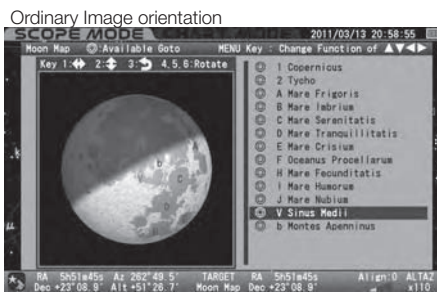 Ordinary Image orientation
SCOPE MODE CHART MODE 2011/03/13 20:58:55
Moon Map ◎:Available Goto MENU Key : Change Function of ▲▼◀▶
Key 1:↔ 2:↕ 3:⮌ 4,5,6:Rotate
◎ 1 Copernicus
◎ 2 Tycho
◎ A Mare Frigoris
◎ B Mare Imbrium
◎ C Mare Serenitatis
◎ D Mare Tranquillitatis
◎ E Mare Crisium
◎ F Oceanus Procellarum
◎ H Mare Fecunditatis
◎ I Mare Humorum
◎ J Mare Nubium
◎ V Sinus Medii
◎ b Montes Apenninus
RA 5h51m45s Az 262°49.5' TARGET RA 5h51m45s Align:0 ALTAZ
Dec +23°08.9' Alt +51°26.7' Moon Map Dec +23°08.9' x110